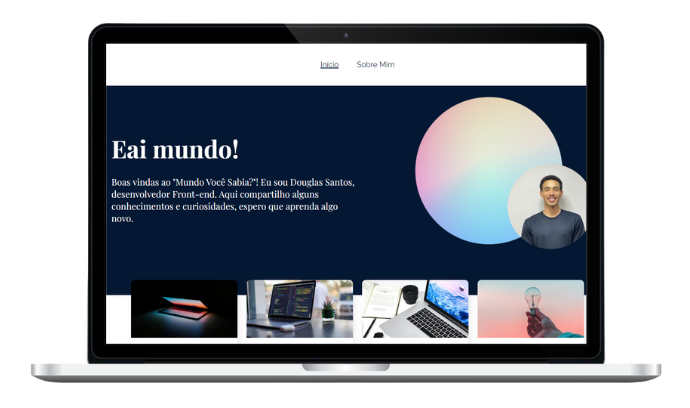 Início
Sobre Mim
Eai mundo!
Boas vindas ao "Mundo Você Sabia?"! Eu sou Douglas Santos,
desenvolvedor Front-end. Aqui compartilho alguns
conhecimentos e curiosidades, espero que aprenda algo
novo.